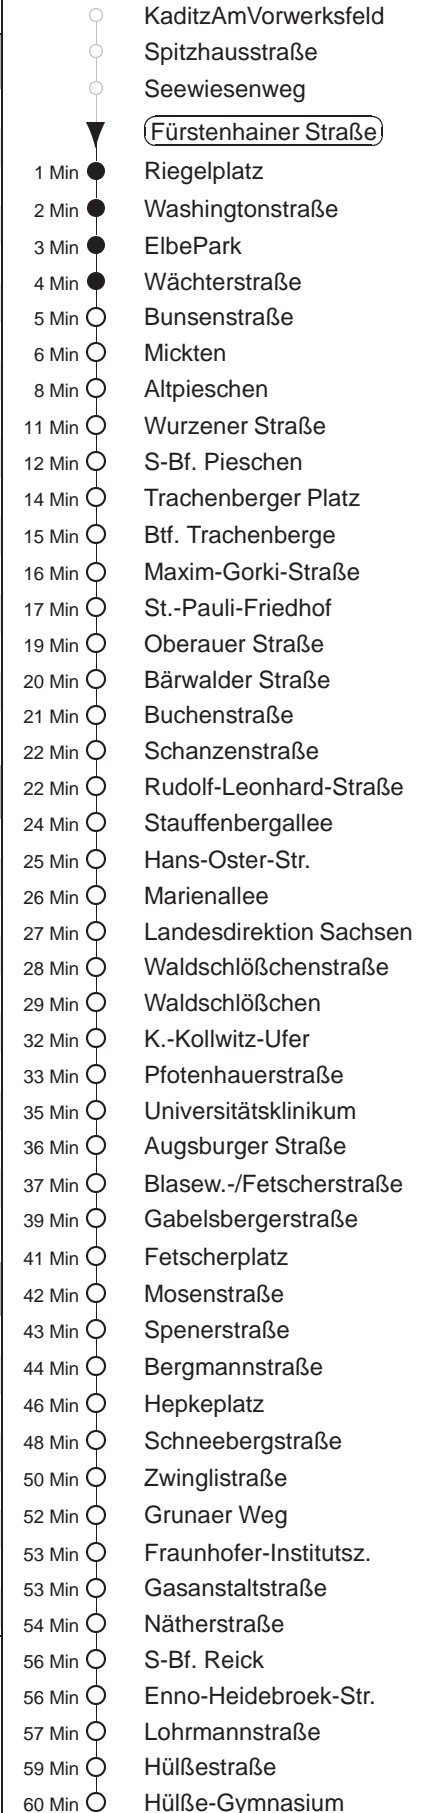 KaditzAmVorwerksfeld
Spitzhausstraße
Seewiesenweg
Fürstenhainer Straße
1 Min Riegelplatz
2 Min Washingtonstraße
3 Min ElbePark
4 Min Wächterstraße
5 Min Bunsenstraße
6 Min Mickten
8 Min Altpieschen
11 Min Wurzener Straße
12 Min S-Bf. Pieschen
14 Min Trachenberger Platz
15 Min Btf. Trachenberge
16 Min Maxim-Gorki-Straße
17 Min St.-Pauli-Friedhof
19 Min Oberauer Straße
20 Min Bärwalder Straße
21 Min Buchenstraße
22 Min Schanzenstraße
22 Min Rudolf-Leonhard-Straße
24 Min Stauffenbergallee
25 Min Hans-Oster-Str.
26 Min Marienallee
27 Min Landesdirektion Sachsen
28 Min Waldschlößchenstraße
29 Min Waldschlößchen
32 Min K.-Kollwitz-Ufer
33 Min Pfotenhauerstraße
35 Min Universitätsklinikum
36 Min Augsburger Straße
37 Min Blasew.-/Fetscherstraße
39 Min Gabelsbergerstraße
41 Min Fetscherplatz
42 Min Mosenstraße
43 Min Spenerstraße
44 Min Bergmannstraße
46 Min Hepkeplatz
48 Min Schneebergstraße
50 Min Zwinglistraße
52 Min Grunaer Weg
53 Min Fraunhofer-Institutsz.
53 Min Gasanstaltstraße
54 Min Nätherstraße
56 Min S-Bf. Reick
56 Min Enno-Heidebroek-Str.
57 Min Lohrmannstraße
59 Min Hülßestraße
60 Min Hülße-Gymnasium